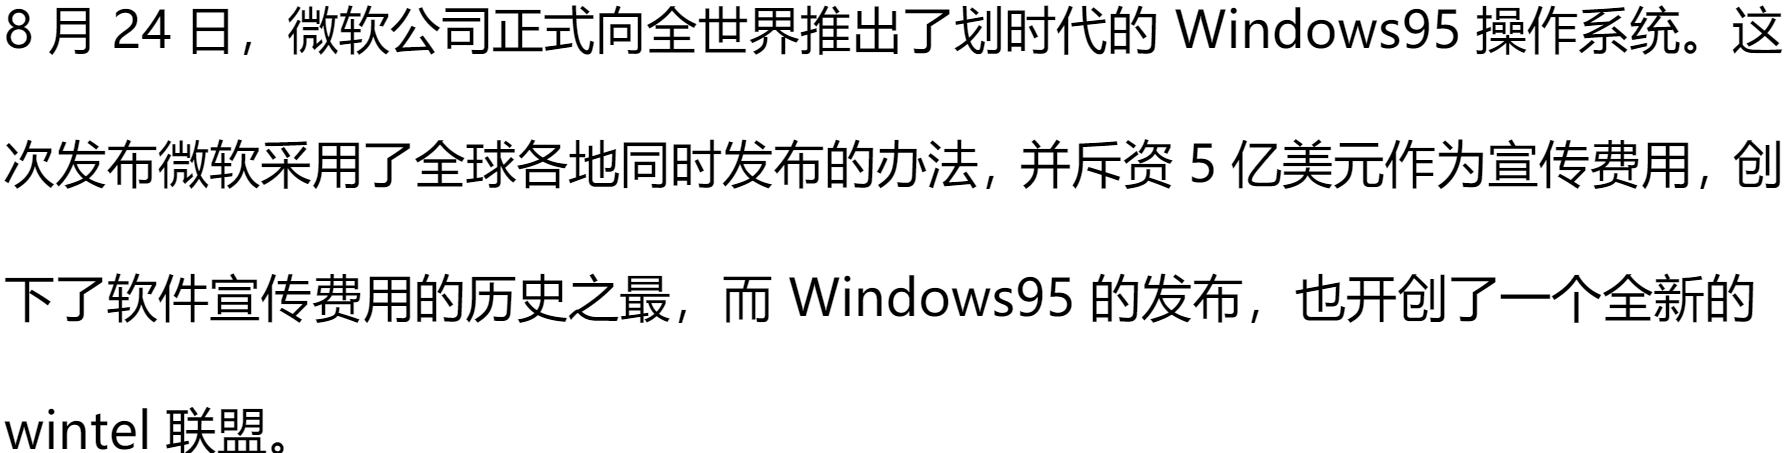 8 月 24 日，微软公司正式向全世界推出了划时代的 Windows95 操作系统。这
次发布微软采用了全球各地同时发布的办法，并斥资 5 亿美元作为宣传费用，创
下了软件宣传费用的历史之最，而 Windows95 的发布，也开创了一个全新的
wintel 联盟。